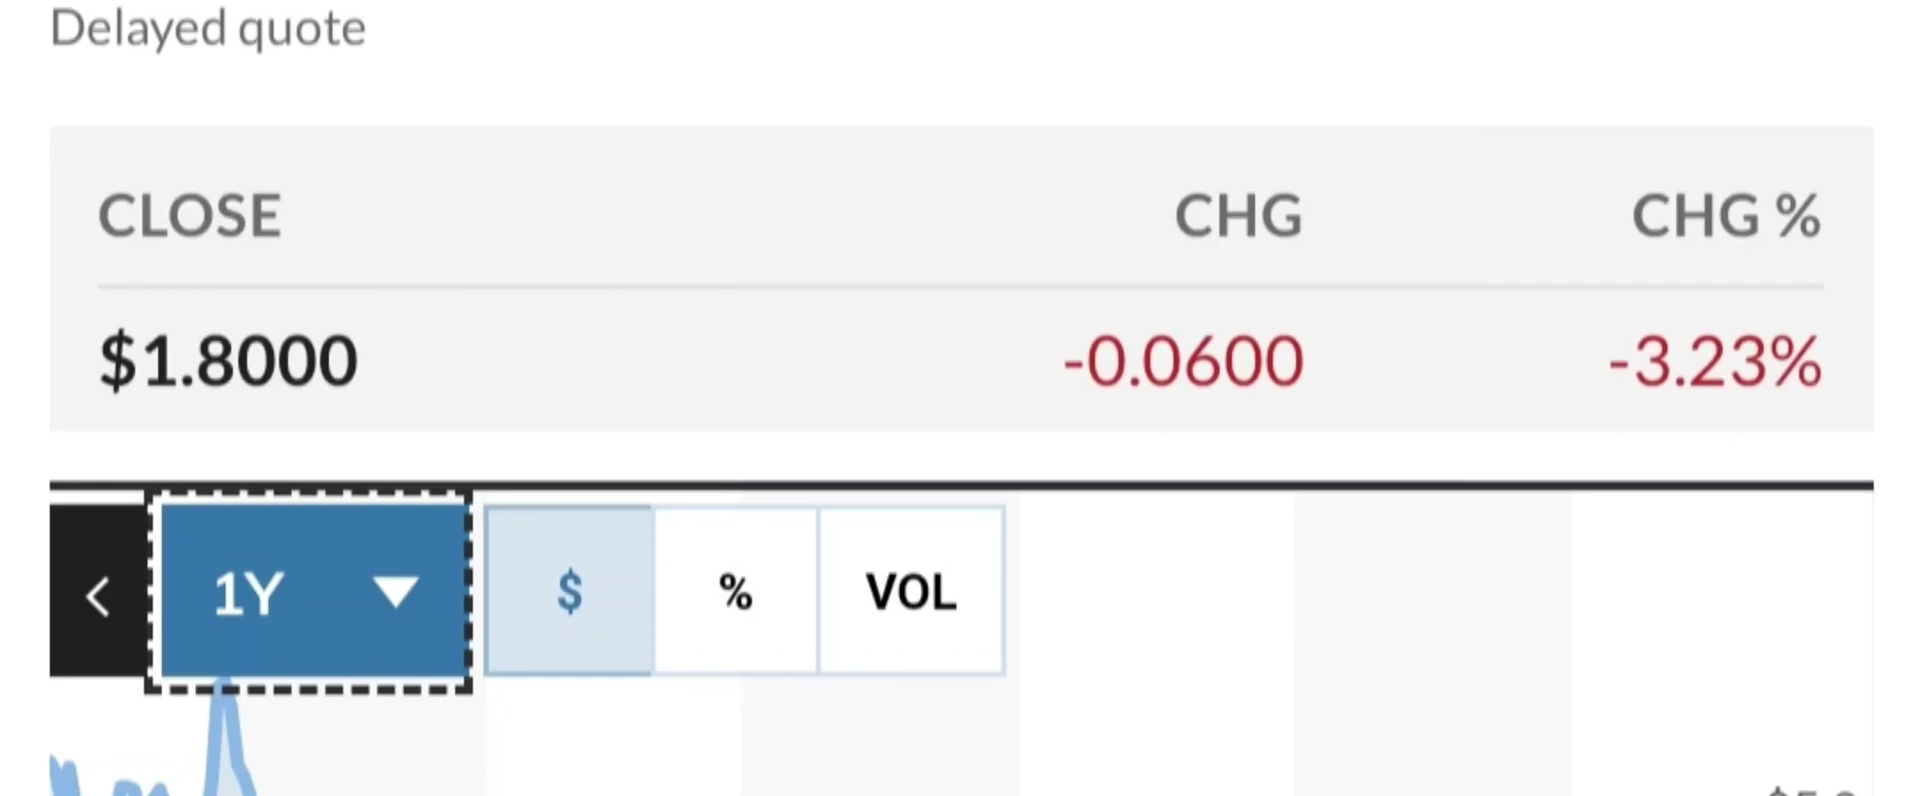 Delayed quote
CLOSE CHG CHG %
$1.8000 -0.0600 -3.23%
1Y $ % VOL